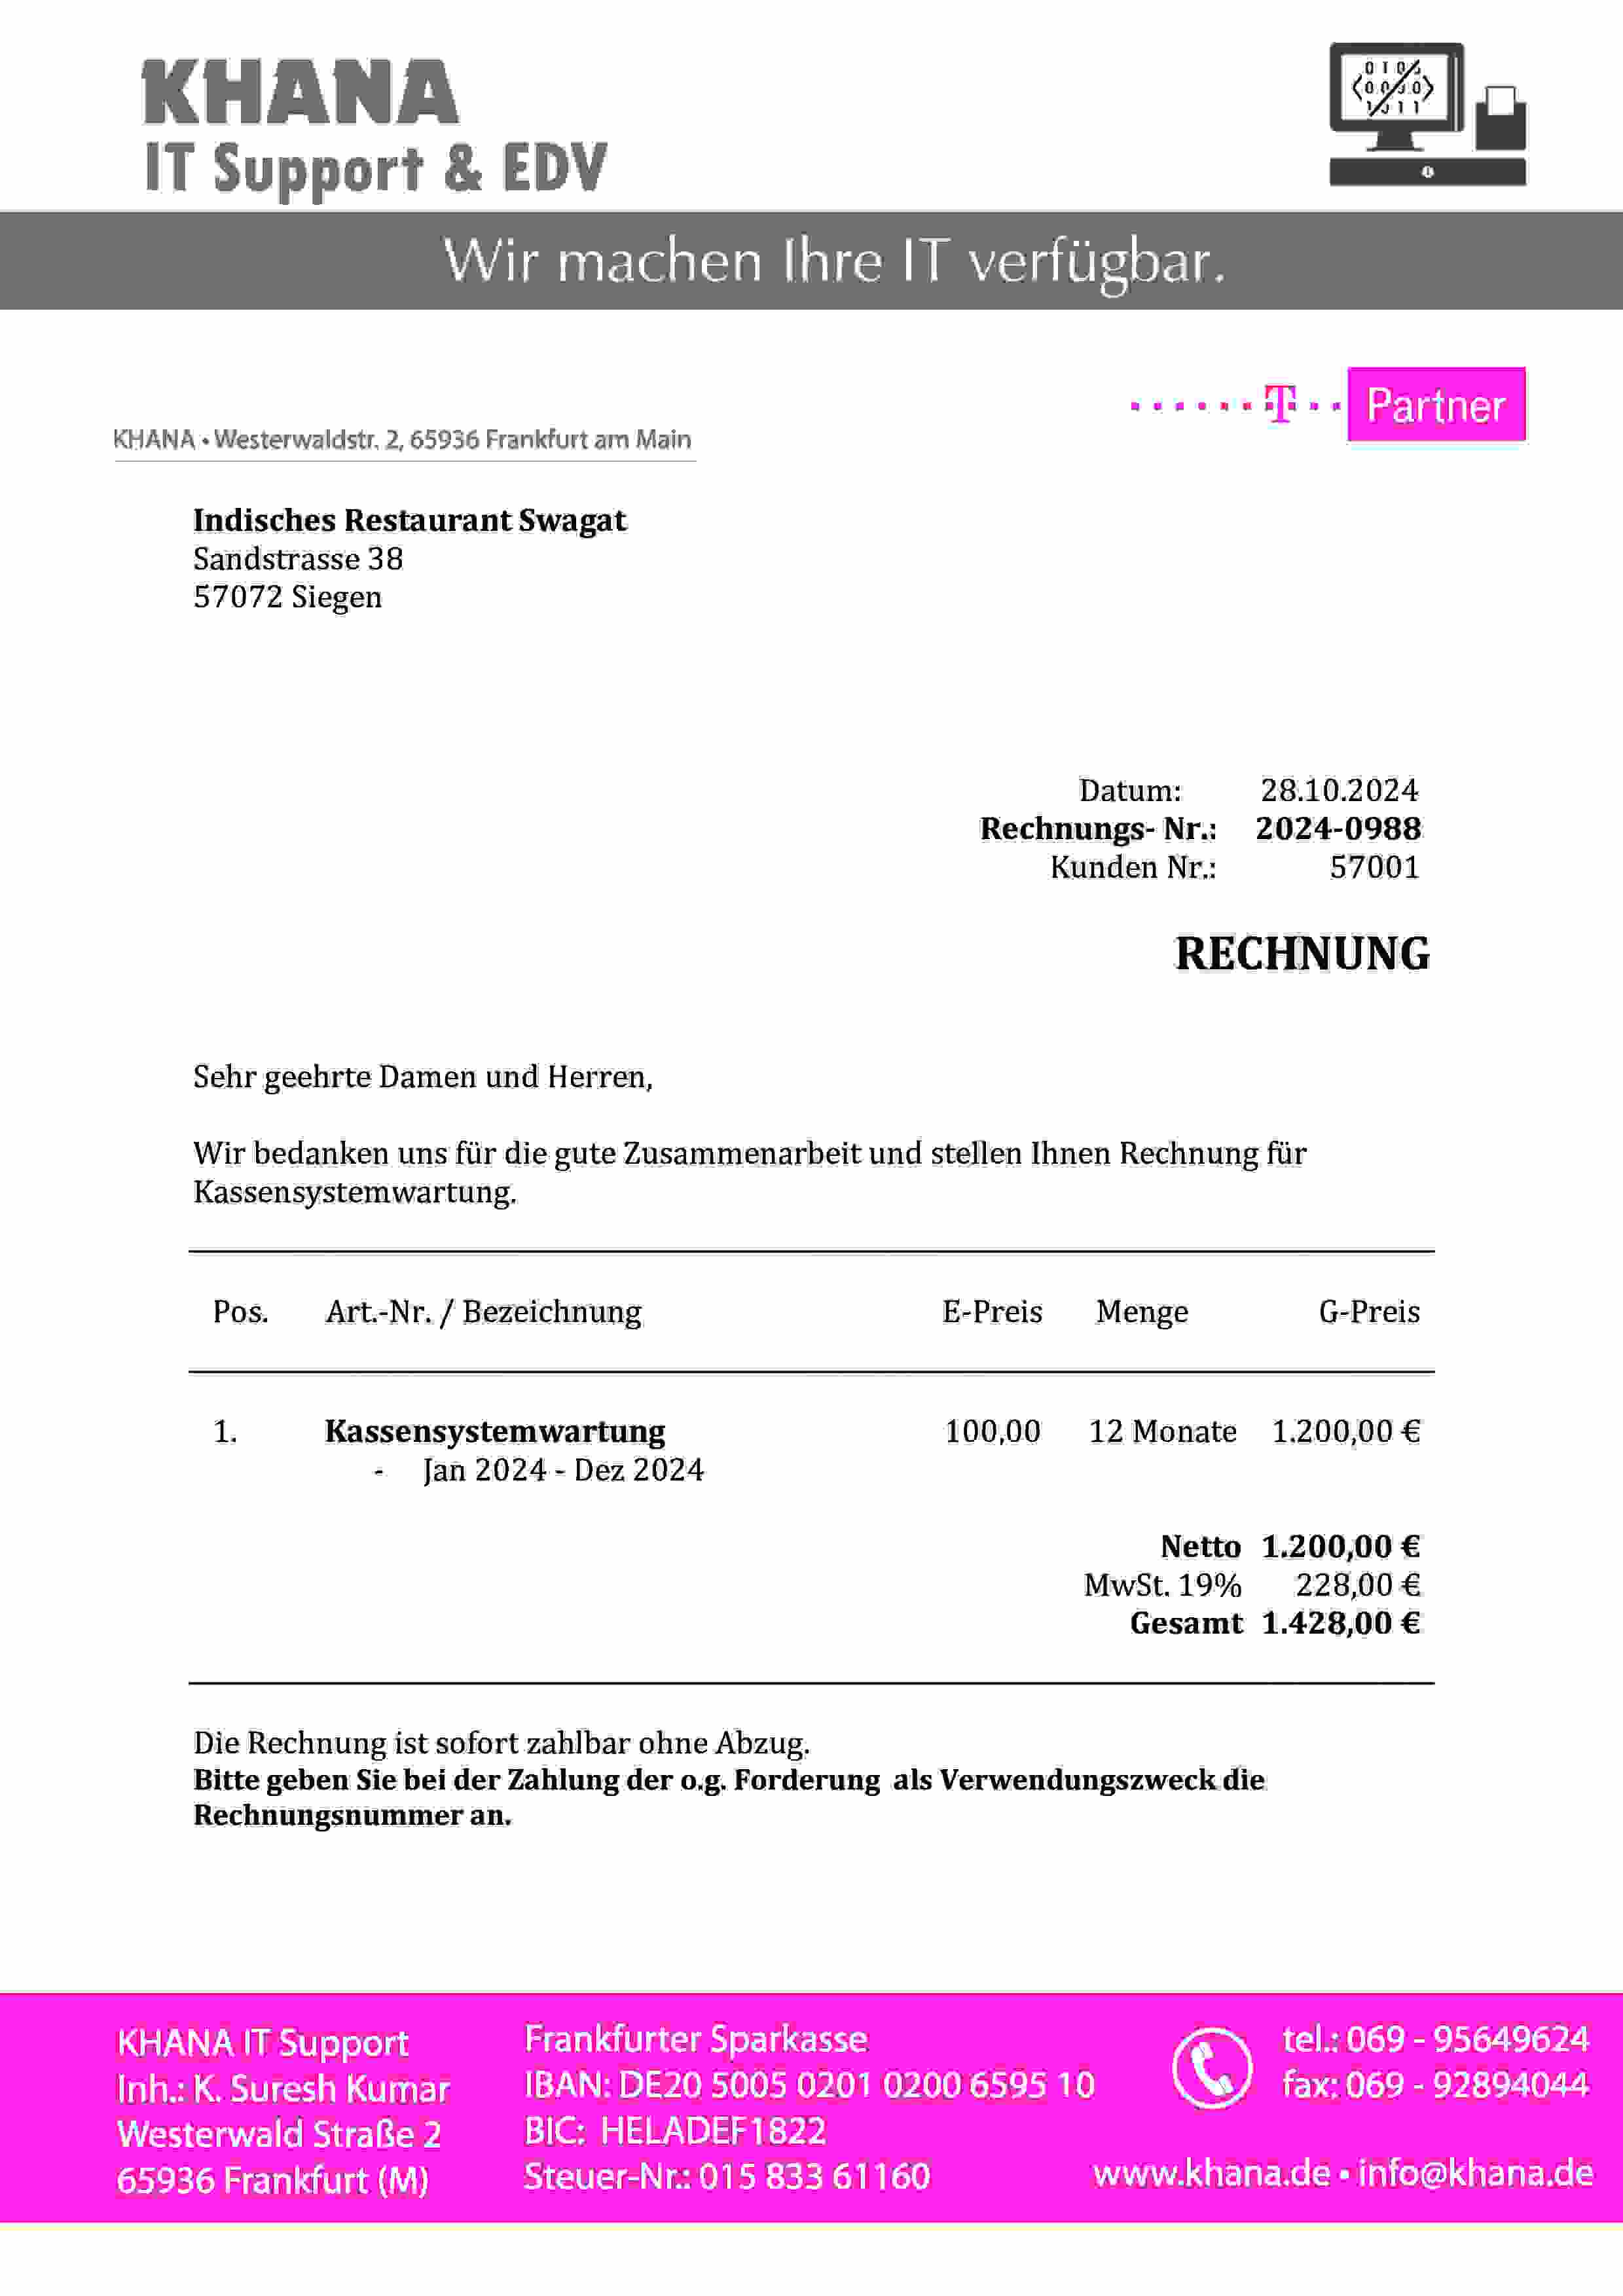 KHANA
IT Support & EDV
Wir machen Ihre IT verfügbar.
T Partner
KHANA • Westerwaldstr. 2, 65936 Frankfurt am Main
Indisches Restaurant Swagat
Sandstrasse 38
57072 Siegen
Datum: 28.10.2024
Rechnungs- Nr.: 2024-0988
Kunden Nr.: 57001
RECHNUNG
Sehr geehrte Damen und Herren,
Wir bedanken uns für die gute Zusammenarbeit und stellen Ihnen Rechnung für
Kassensystemwartung.
Pos. Art.-Nr. / Bezeichnung E-Preis Menge G-Preis
1. Kassensystemwartung 100,00 12 Monate 1.200,00 €
- Jan 2024 - Dez 2024
Netto 1.200,00 €
MwSt. 19% 228,00 €
Gesamt 1.428,00 €
Die Rechnung ist sofort zahlbar ohne Abzug.
Bitte geben Sie bei der Zahlung der o.g. Forderung als Verwendungszweck die
Rechnungsnummer an.
KHANA IT Support
Inh.: K. Suresh Kumar
Westerwald Straße 2
65936 Frankfurt (M)
Frankfurter Sparkasse
IBAN: DE20 5005 0201 0200 6595 10
BIC: HELADEF1822
Steuer-Nr.: 015 833 61160
tel.: 069 - 95649624
fax: 069 - 92894044
www.khana.de • info@khana.de